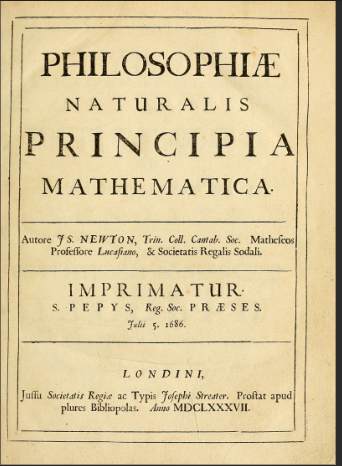 PHILOSOPHIÆ
NATURALIS
PRINCIPIA
MATHEMATICA.
Autore JS. NEWTON, Trin. Coll. Cantab. Soc. Matheseos
Professore Lucasiano, & Societatis Regalis Sodali.
IMPRIMATUR.
S. PEPYS, Reg. Soc. PRÆSES.
Julii 5. 1686.
LONDINI,
Jussu Societatis Regiæ ac Typis Josephi Streater. Prostat apud
plures Bibliopolas. Anno MDCLXXXVII.